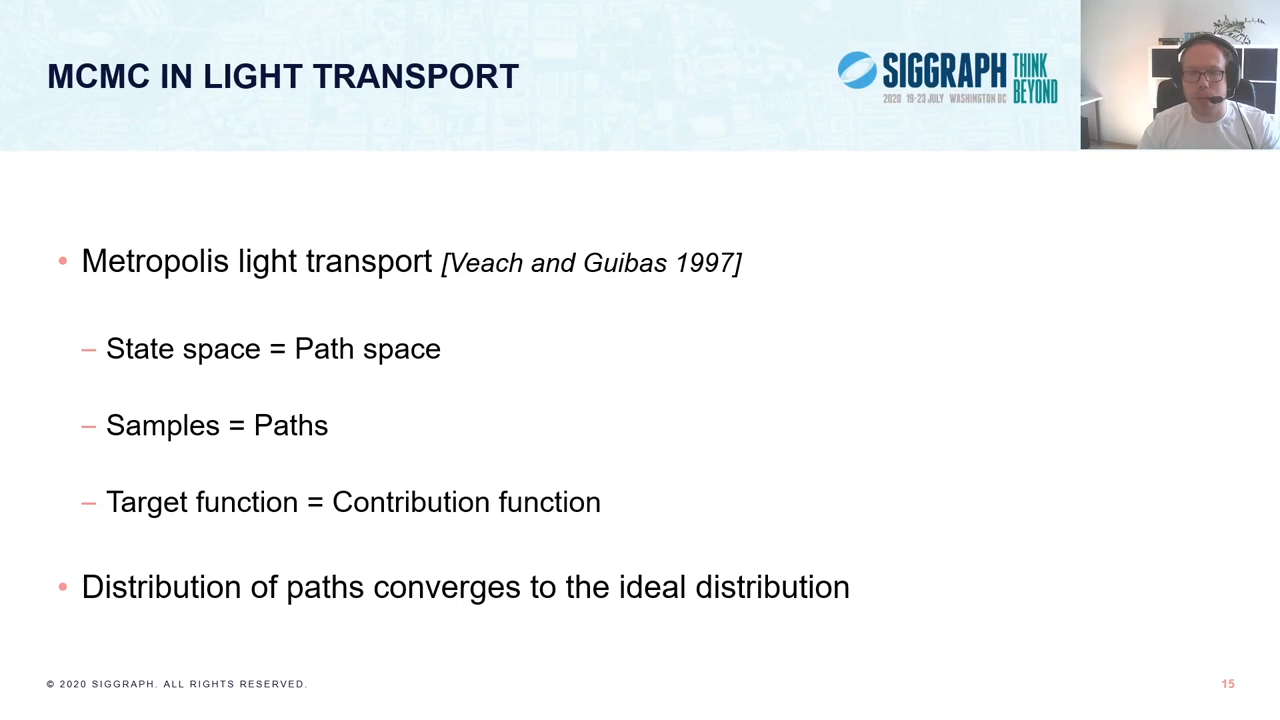 MCMC IN LIGHT TRANSPORT
SIGGRAPH THINK BEYOND
2020 19-23 JULY WASHINGTON DC
• Metropolis light transport [Veach and Guibas 1997]
– State space = Path space
– Samples = Paths
– Target function = Contribution function
• Distribution of paths converges to the ideal distribution
© 2020 SIGGRAPH. ALL RIGHTS RESERVED.
15